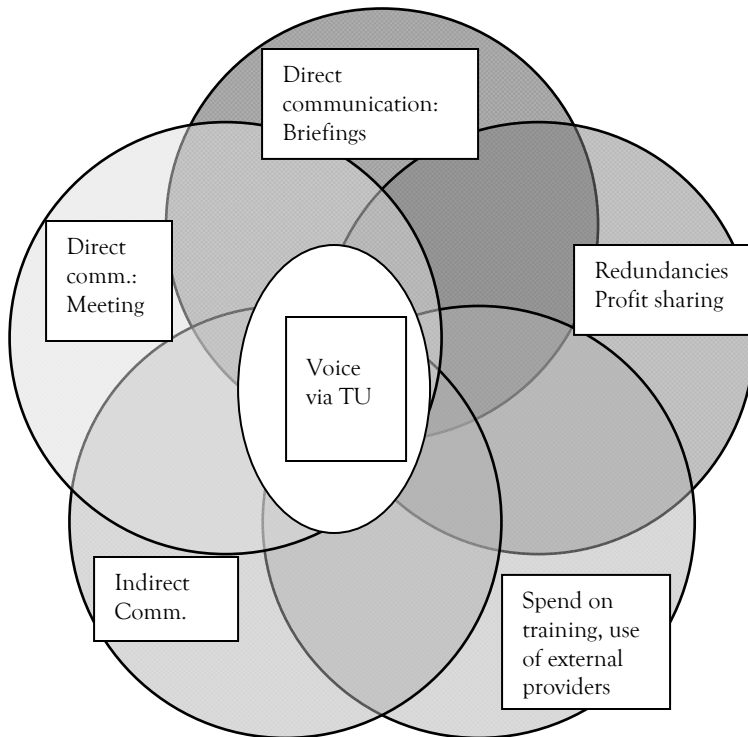 Direct
communication:
Briefings
Direct
comm.:
Meeting
Redundancies
Profit sharing
Voice
via TU
Indirect
Comm.
Spend on
training, use
of external
providers